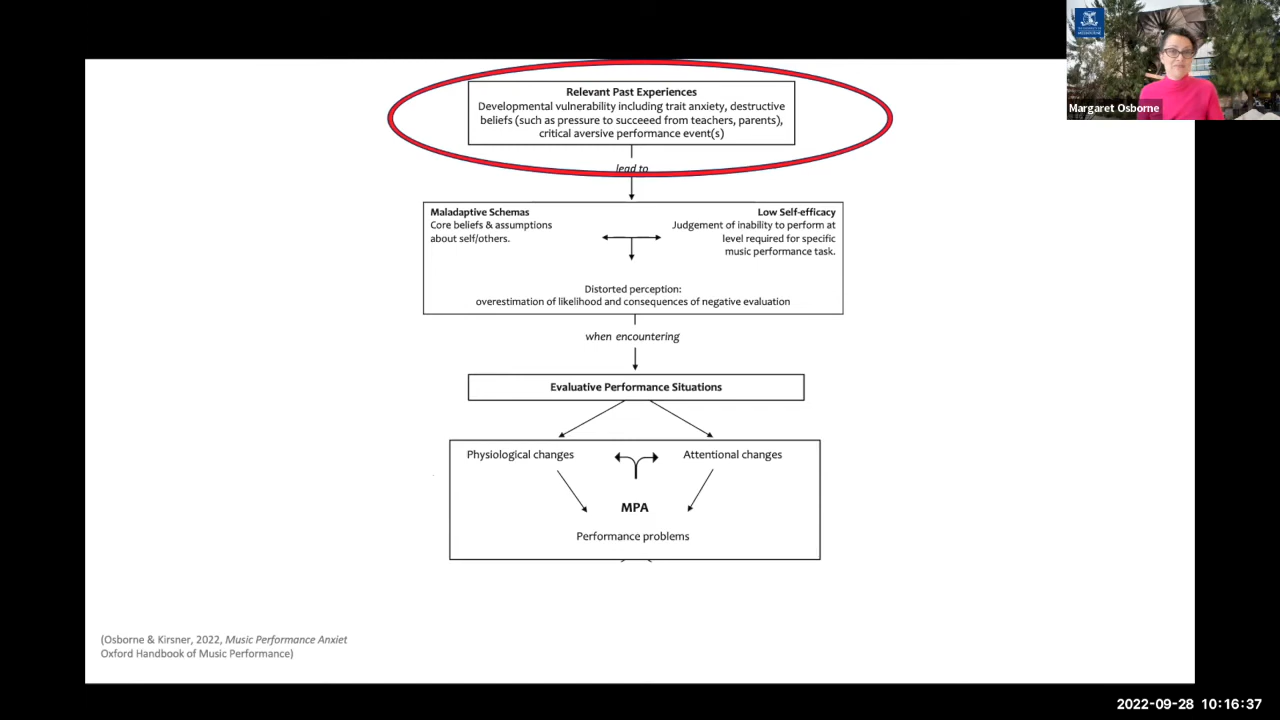 Relevant Past Experiences
Developmental vulnerability including trait anxiety, destructive
beliefs (such as pressure to succeeed from teachers, parents),
critical aversive performance event(s)
lead to
Maladaptive Schemas
Core beliefs & assumptions
about self/others.
Low Self-efficacy
Judgement of inability to perform at
level required for specific
music performance task.
Distorted perception:
overestimation of likelihood and consequences of negative evaluation
when encountering
Evaluative Performance Situations
Physiological changes
Attentional changes
MPA
Performance problems
(Osborne & Kirsner, 2022, Music Performance Anxiet
Oxford Handbook of Music Performance)
Margaret Osborne
2022-09-28 10:16:37